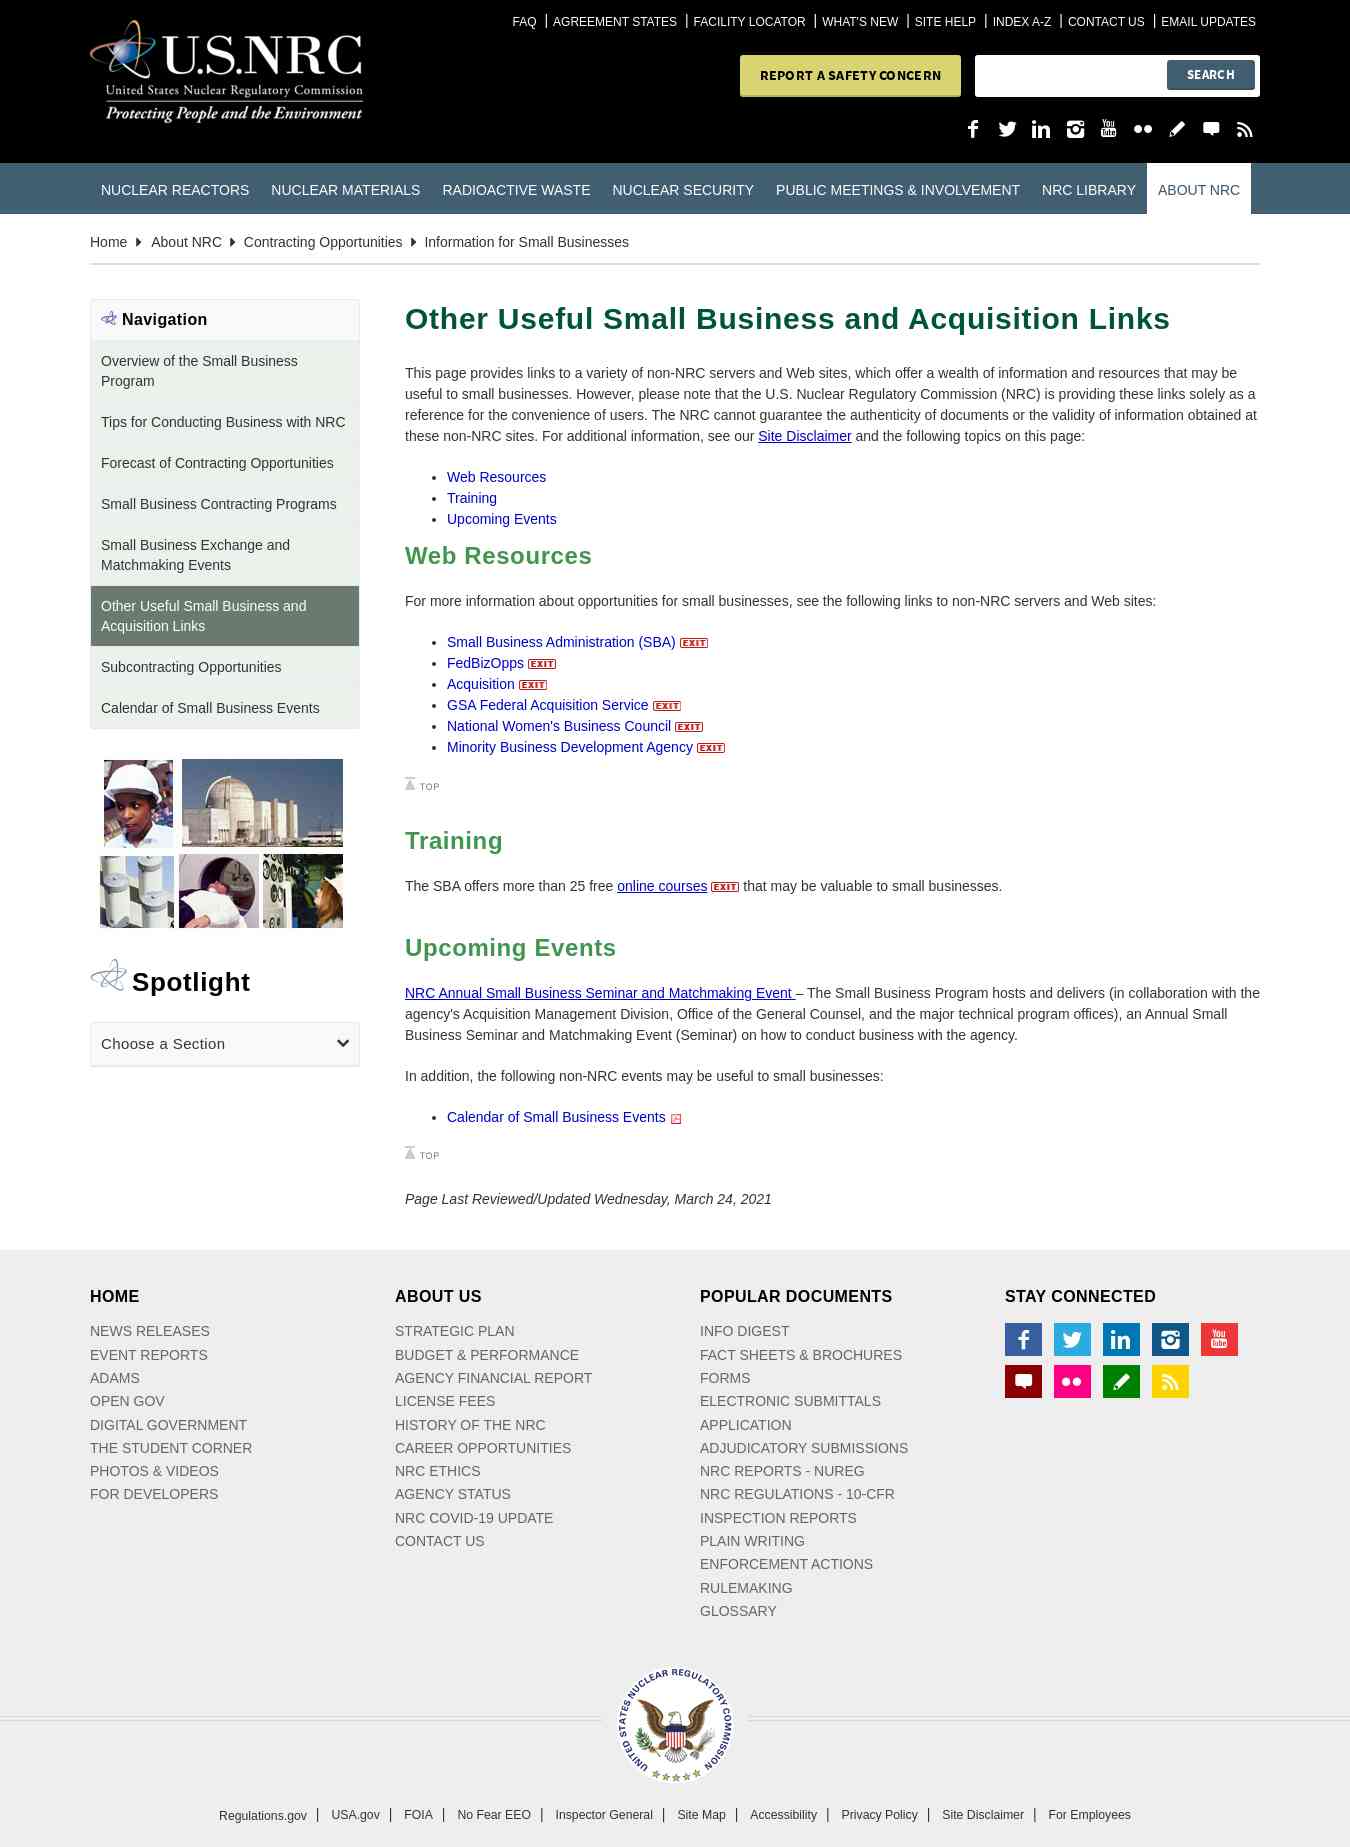 FAQ | AGREEMENT STATES | FACILITY LOCATOR | WHAT'S NEW | SITE HELP | INDEX A-Z | CONTACT US | EMAIL UPDATES
U.S.NRC
United States Nuclear Regulatory Commission
Protecting People and the Environment
REPORT A SAFETY CONCERN
SEARCH
NUCLEAR REACTORS NUCLEAR MATERIALS RADIOACTIVE WASTE NUCLEAR SECURITY PUBLIC MEETINGS & INVOLVEMENT NRC LIBRARY ABOUT NRC
Home About NRC Contracting Opportunities Information for Small Businesses
Navigation
Overview of the Small Business
Program
Tips for Conducting Business with NRC
Forecast of Contracting Opportunities
Small Business Contracting Programs
Small Business Exchange and
Matchmaking Events
Other Useful Small Business and
Acquisition Links
Subcontracting Opportunities
Calendar of Small Business Events
Spotlight
Choose a Section
Other Useful Small Business and Acquisition Links
This page provides links to a variety of non-NRC servers and Web sites, which offer a wealth of information and resources that may be
useful to small businesses. However, please note that the U.S. Nuclear Regulatory Commission (NRC) is providing these links solely as a
reference for the convenience of users. The NRC cannot guarantee the authenticity of documents or the validity of information obtained at
these non-NRC sites. For additional information, see our Site Disclaimer and the following topics on this page:
• Web Resources
• Training
• Upcoming Events
Web Resources
For more information about opportunities for small businesses, see the following links to non-NRC servers and Web sites:
• Small Business Administration (SBA) EXIT
• FedBizOpps EXIT
• Acquisition EXIT
• GSA Federal Acquisition Service EXIT
• National Women's Business Council EXIT
• Minority Business Development Agency EXIT
TOP
Training
The SBA offers more than 25 free online courses EXIT that may be valuable to small businesses.
Upcoming Events
NRC Annual Small Business Seminar and Matchmaking Event – The Small Business Program hosts and delivers (in collaboration with the
agency's Acquisition Management Division, Office of the General Counsel, and the major technical program offices), an Annual Small
Business Seminar and Matchmaking Event (Seminar) on how to conduct business with the agency.
In addition, the following non-NRC events may be useful to small businesses:
• Calendar of Small Business Events
TOP
Page Last Reviewed/Updated Wednesday, March 24, 2021
HOME
NEWS RELEASES
EVENT REPORTS
ADAMS
OPEN GOV
DIGITAL GOVERNMENT
THE STUDENT CORNER
PHOTOS & VIDEOS
FOR DEVELOPERS
ABOUT US
STRATEGIC PLAN
BUDGET & PERFORMANCE
AGENCY FINANCIAL REPORT
LICENSE FEES
HISTORY OF THE NRC
CAREER OPPORTUNITIES
NRC ETHICS
AGENCY STATUS
NRC COVID-19 UPDATE
CONTACT US
POPULAR DOCUMENTS
INFO DIGEST
FACT SHEETS & BROCHURES
FORMS
ELECTRONIC SUBMITTALS
APPLICATION
ADJUDICATORY SUBMISSIONS
NRC REPORTS - NUREG
NRC REGULATIONS - 10-CFR
INSPECTION REPORTS
PLAIN WRITING
ENFORCEMENT ACTIONS
RULEMAKING
GLOSSARY
STAY CONNECTED
You Tube
UNITED STATES NUCLEAR REGULATORY COMMISSION
Regulations.gov | USA.gov | FOIA | No Fear EEO | Inspector General | Site Map | Accessibility | Privacy Policy | Site Disclaimer | For Employees